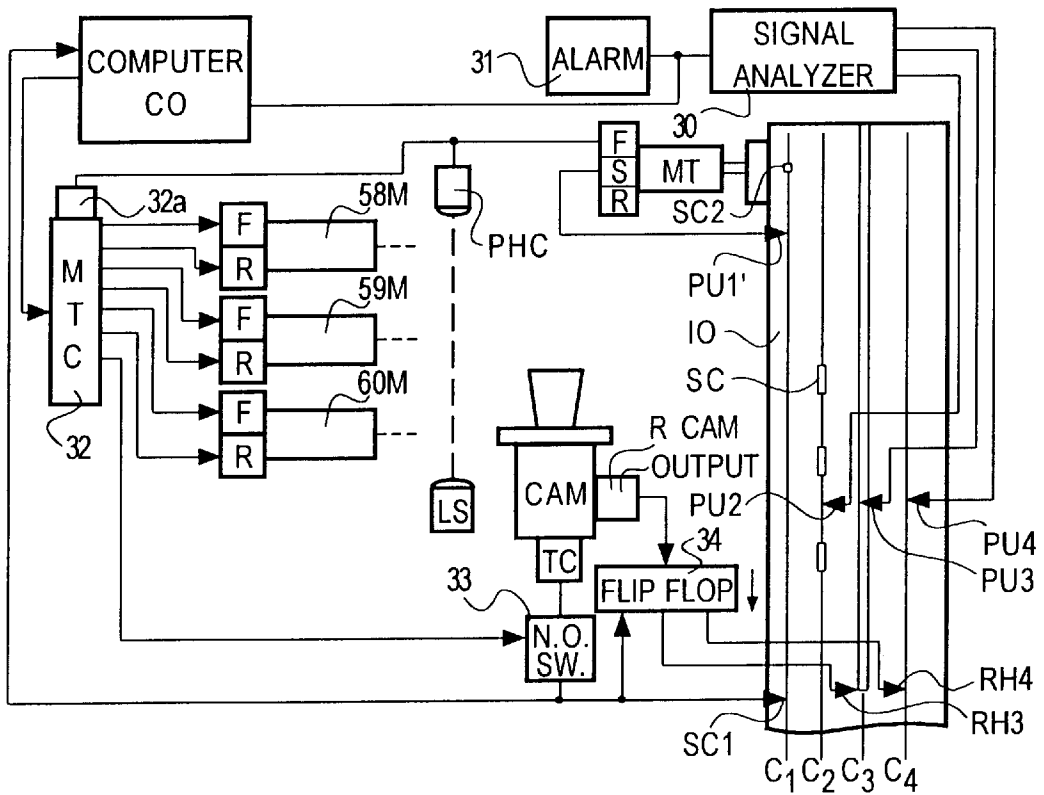 COMPUTER
CO
31
ALARM
SIGNAL
ANALYZER
30
32a
M
T
C
32
F
R
58M
F
R
59M
F
R
60M
PHC
LS
F
S
R
MT
SC2
PU1'
IO
SC
R CAM
OUTPUT
CAM
TC
PU2
PU4
PU3
34
FLIP FLOP
33
N.O.
SW.
RH4
RH3
SC1
C1 C2 C3 C4